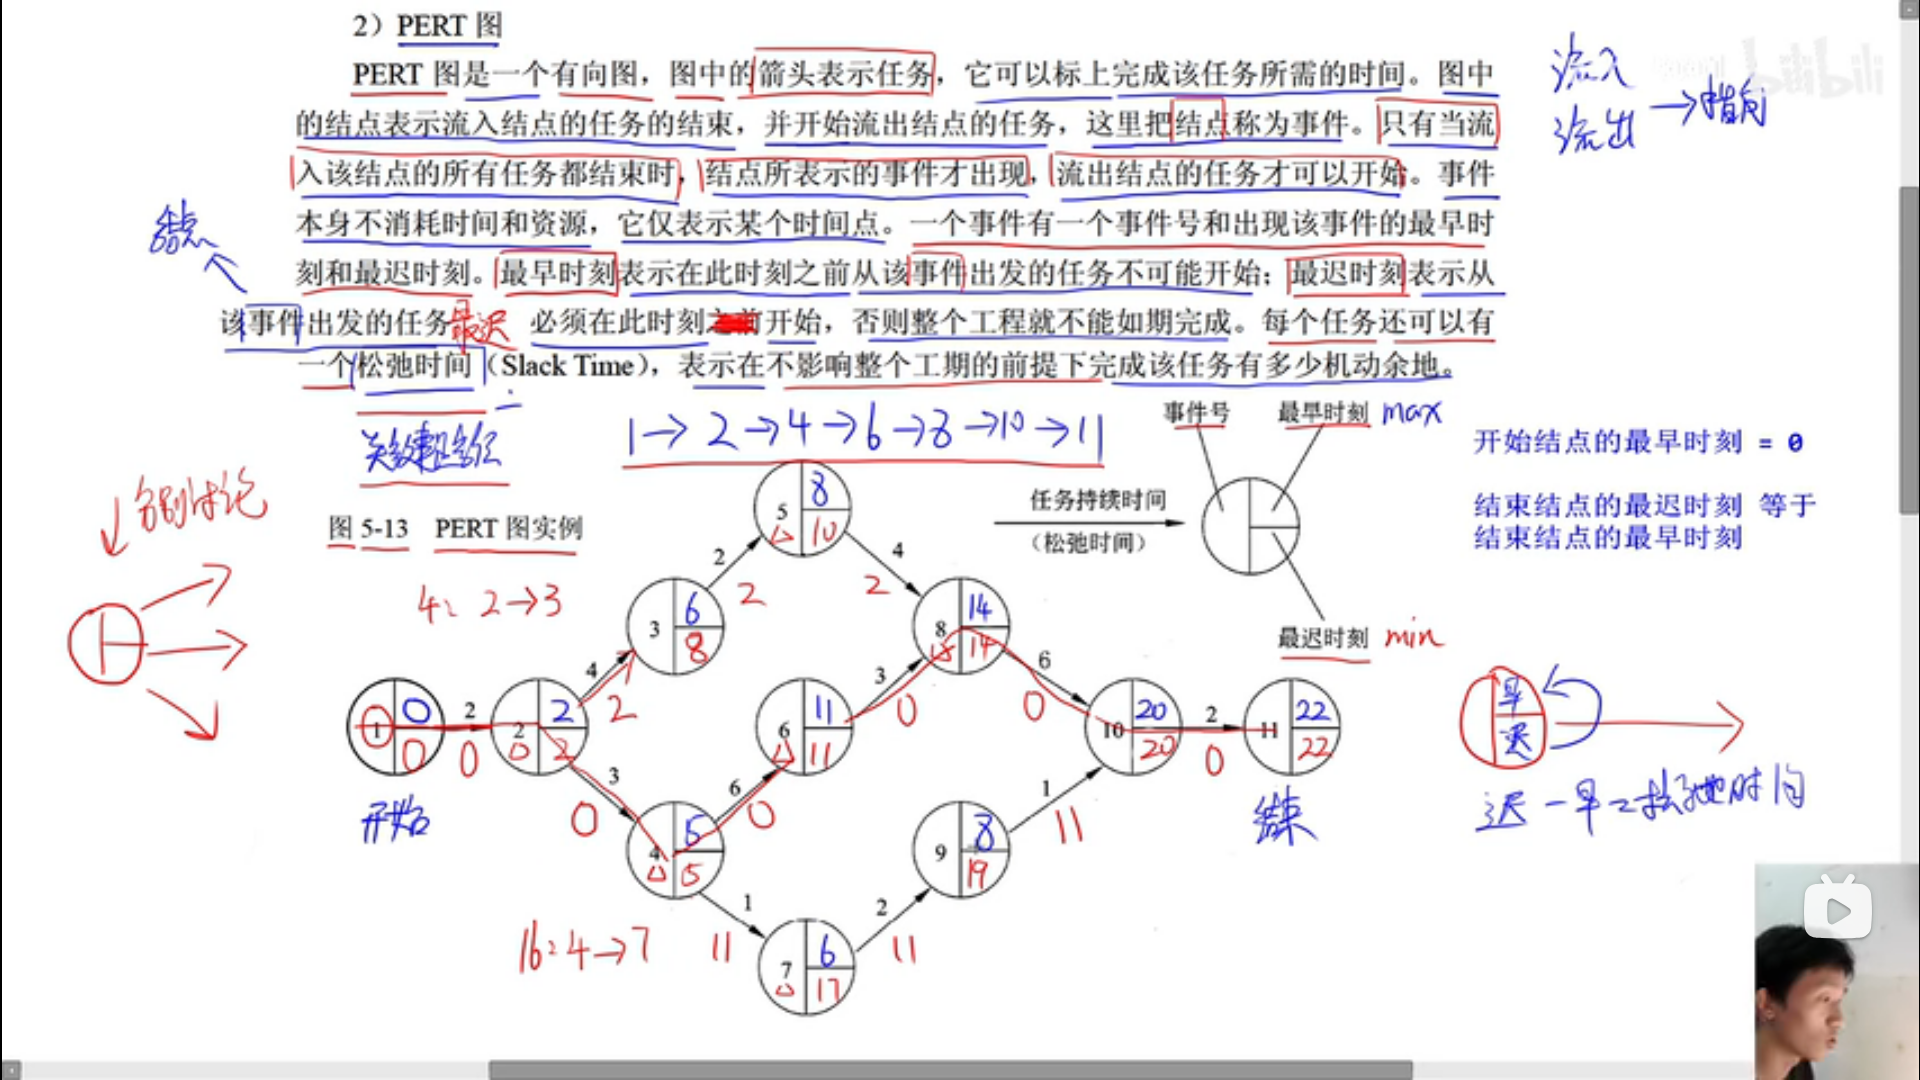 2）PERT 图
PERT 图是一个有向图，图中的箭头表示任务，它可以标上完成该任务所需的时间。图中
的结点表示流入结点的任务的结束，并开始流出结点的任务，这里把结点称为事件。只有当流
入该结点的所有任务都结束时，结点所表示的事件才出现，流出结点的任务才可以开始。事件
本身不消耗时间和资源，它仅表示某个时间点。一个事件有一个事件号和出现该事件的最早时
刻和最迟时刻。最早时刻表示在此时刻之前从该事件出发的任务不可能开始；最迟时刻表示从
该事件出发的任务最迟 必须在此时刻之前开始，否则整个工程就不能如期完成。每个任务还可以有
一个松弛时间（Slack Time），表示在不影响整个工期的前提下完成该任务有多少机动余地。
流入
流出 →指向
bilibili
结点
关键路径
1→2→4→6→8→10→11
事件号 最早时刻 max
任务持续时间
（松弛时间）
最迟时刻 min
开始结点的最早时刻 = 0
结束结点的最迟时刻 等于
结束结点的最早时刻
分别讨论
图 5-13 PERT 图实例
4: 2→3
5 8 10
2 2
4 2
3 6 8
8 14 14
4 2
3 0
6 0
1 0 0
2 0
2 2 2
6 11 11
10 20 20
2 0
11 22 22
早
迟
迟-早=松弛时间
开始
结束
3 0
6 0
4 5 5
9 8 19
1 11
16: 4→7
1 11
2 11
7 6 17